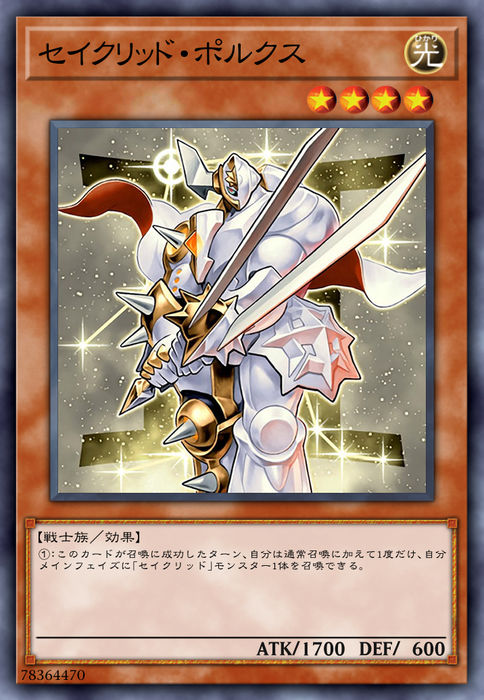 セイクリッド・ポルクス
ひかり
光
【戦士族／効果】
①:このカードが召喚に成功したターン、自分は通常召喚に加えて1度だけ、自分
メインフェイズに「セイクリッド」モンスター1体を召喚できる。
ATK/1700 DEF/ 600
78364470